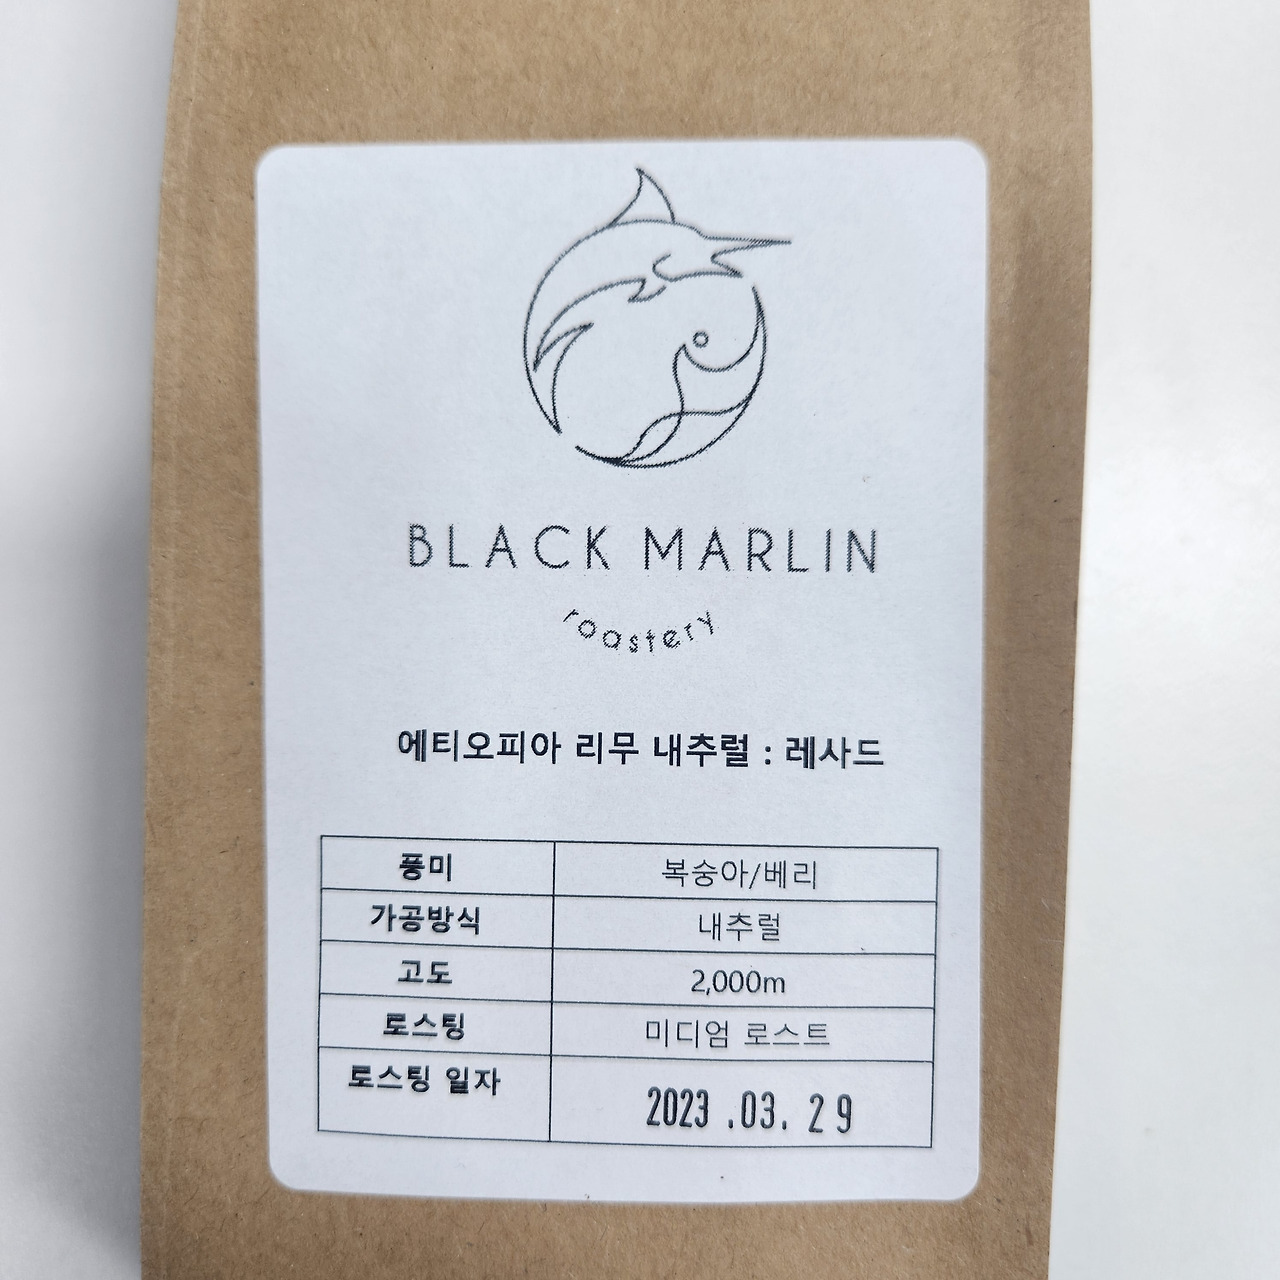 BLACK MARLIN
roastery
에티오피아 리무 내추럴 : 레사드
풍미 복숭아/베리
가공방식 내추럴
고도 2,000m
로스팅 미디엄 로스트
로스팅 일자 2023 .03. 29